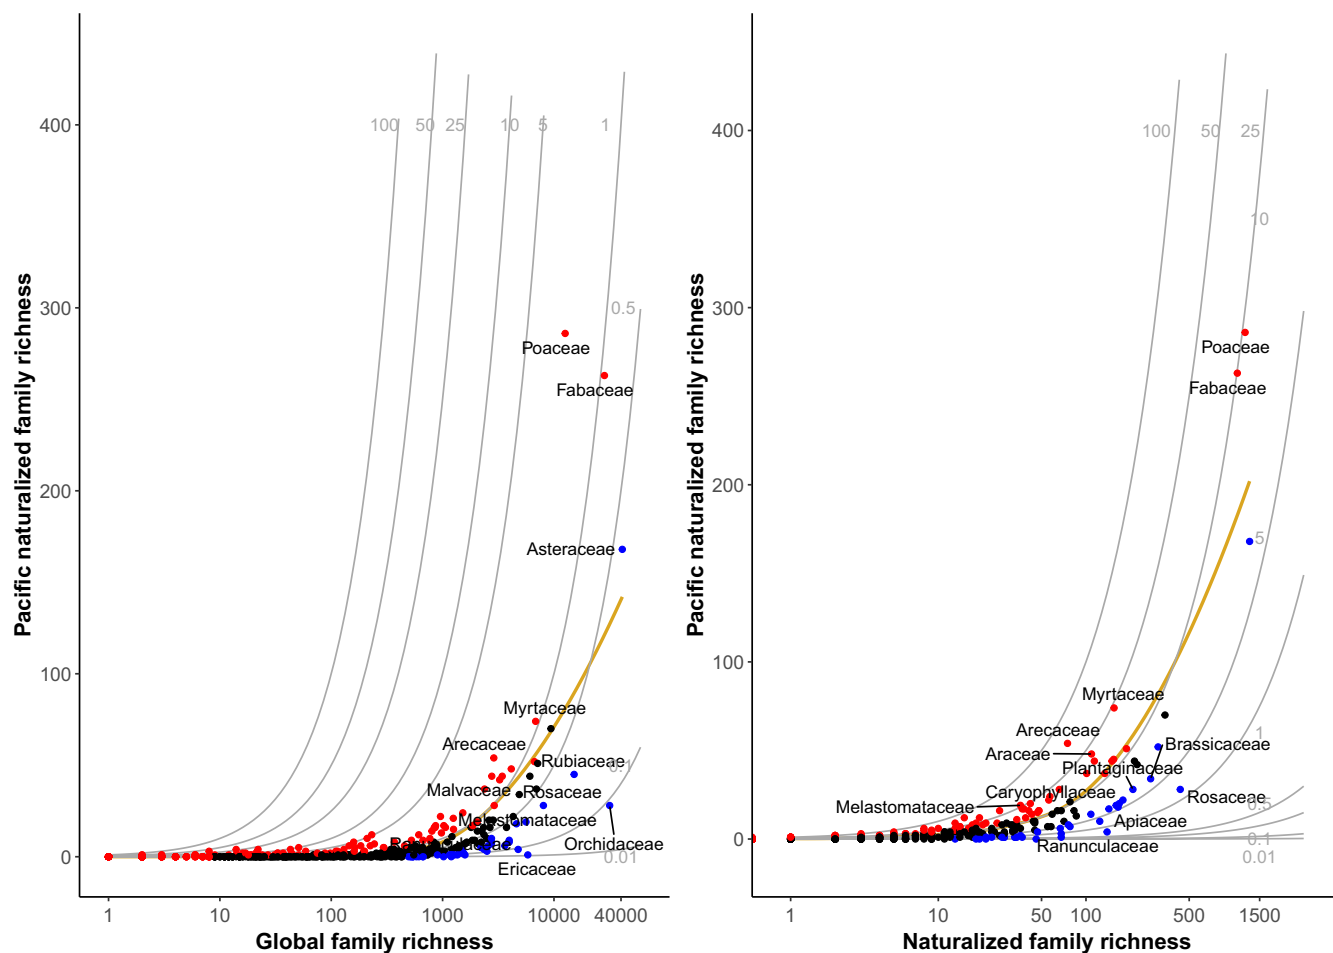 Pacific naturalized family richness
400
300
200
100
0
100
50
25
10
5
1
0.5
0.1
0.01
Poaceae
Fabaceae
Asteraceae
Myrtaceae
Arecaceae
Rubiaceae
Malvaceae
Rosaceae
Melastomataceae
Orchidaceae
Ericaceae
1
10
100
1000
10000
40000
Global family richness
Pacific naturalized family richness
400
300
200
100
0
100
50
25
10
5
1
0.5
0.1
0.01
Poaceae
Fabaceae
Myrtaceae
Arecaceae
Araceae
Brassicaceae
Plantaginaceae
Caryophyllaceae
Rosaceae
Melastomataceae
Apiaceae
Ranunculaceae
1
10
50
100
500
1500
Naturalized family richness